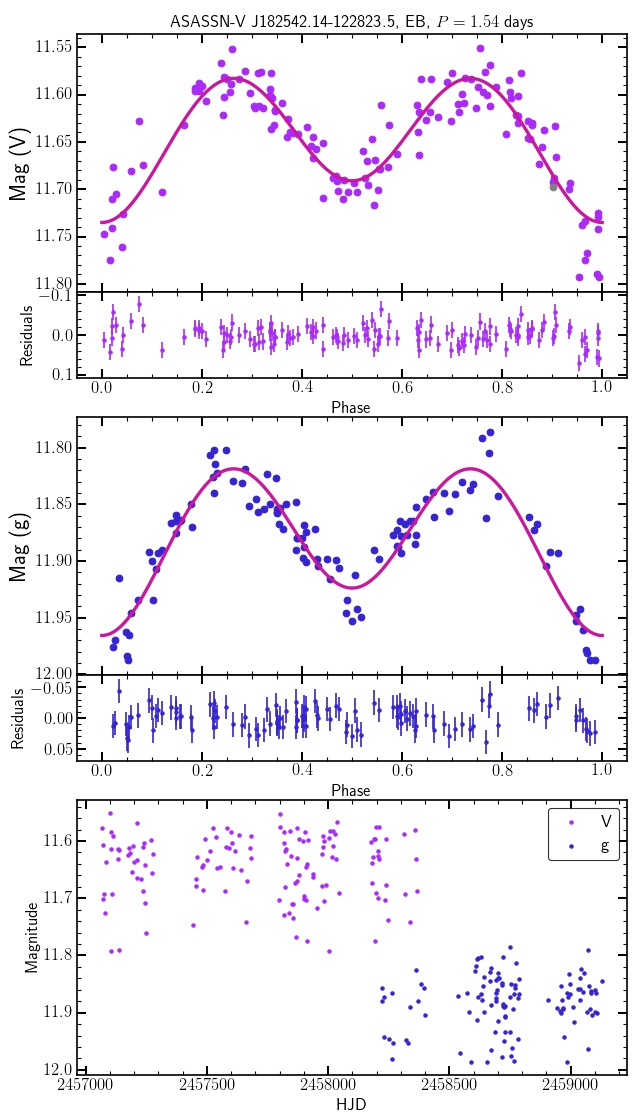 ASASSN-V J182542.14-122823.5, EB, P = 1.54 days
11.55
11.60
11.65
11.70
11.75
11.80
Mag (V)
−0.1
0.0
0.1
Residuals
0.0 0.2 0.4 0.6 0.8 1.0
Phase
11.80
11.85
11.90
11.95
12.00
Mag (g)
−0.05
0.00
0.05
Residuals
0.0 0.2 0.4 0.6 0.8 1.0
Phase
V
g
11.6
11.7
11.8
11.9
12.0
Magnitude
2457000 2457500 2458000 2458500 2459000
HJD